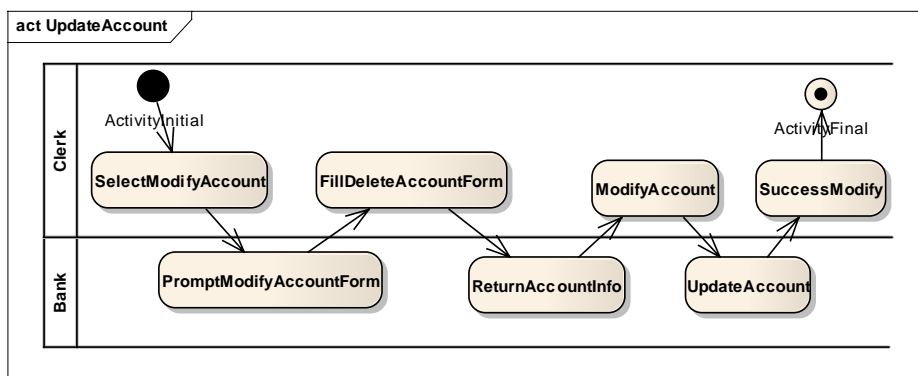 act UpdateAccount
Clerk
ActivityInitial
ActivityFinal
SelectModifyAccount
FillDeleteAccountForm
ModifyAccount
SuccessModify
Bank
PromptModifyAccountForm
ReturnAccountInfo
UpdateAccount